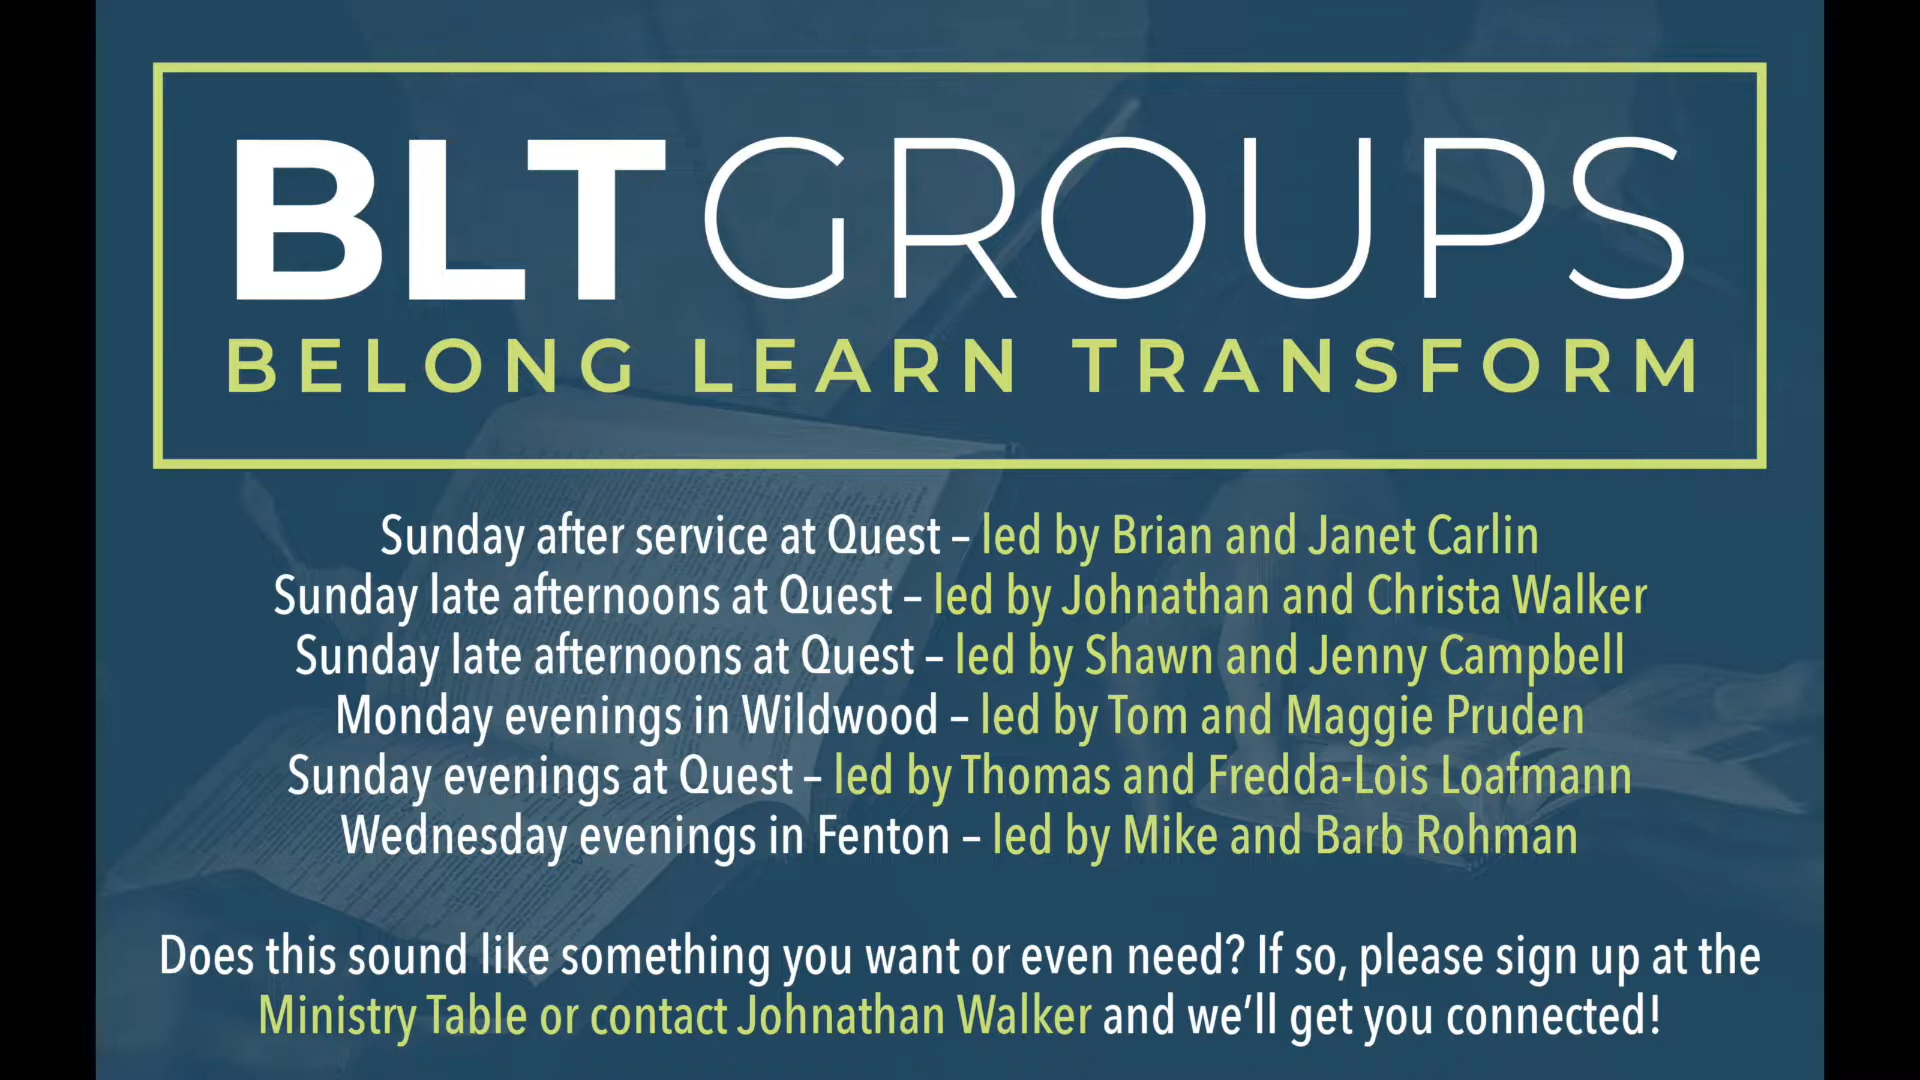 BLT GROUPS
BELONG LEARN TRANSFORM
Sunday after service at Quest – led by Brian and Janet Carlin
Sunday late afternoons at Quest – led by Johnathan and Christa Walker
Sunday late afternoons at Quest – led by Shawn and Jenny Campbell
Monday evenings in Wildwood – led by Tom and Maggie Pruden
Sunday evenings at Quest – led by Thomas and Fredda-Lois Loafmann
Wednesday evenings in Fenton – led by Mike and Barb Rohman
Does this sound like something you want or even need? If so, please sign up at the
Ministry Table or contact Johnathan Walker and we’ll get you connected!